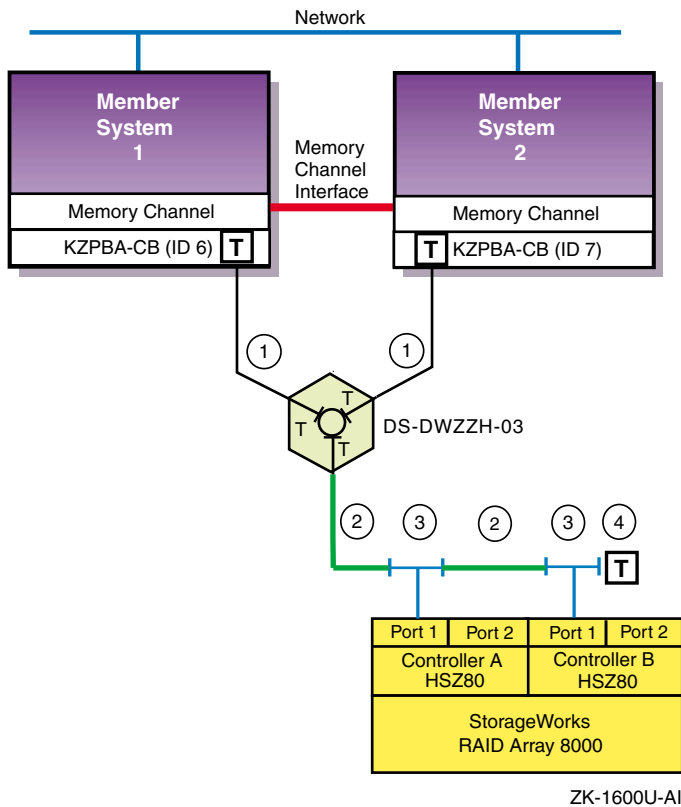 Network
Member
System
1
Member
System
2
Memory
Channel
Interface
Memory Channel
Memory Channel
KZPBA-CB (ID 6) T
T KZPBA-CB (ID 7)
1
1
T
T
T
DS-DWZZH-03
2
3
2
3
4
T
Port 1
Port 2
Port 1
Port 2
Controller A
HSZ80
Controller B
HSZ80
StorageWorks
RAID Array 8000
ZK-1600U-AI